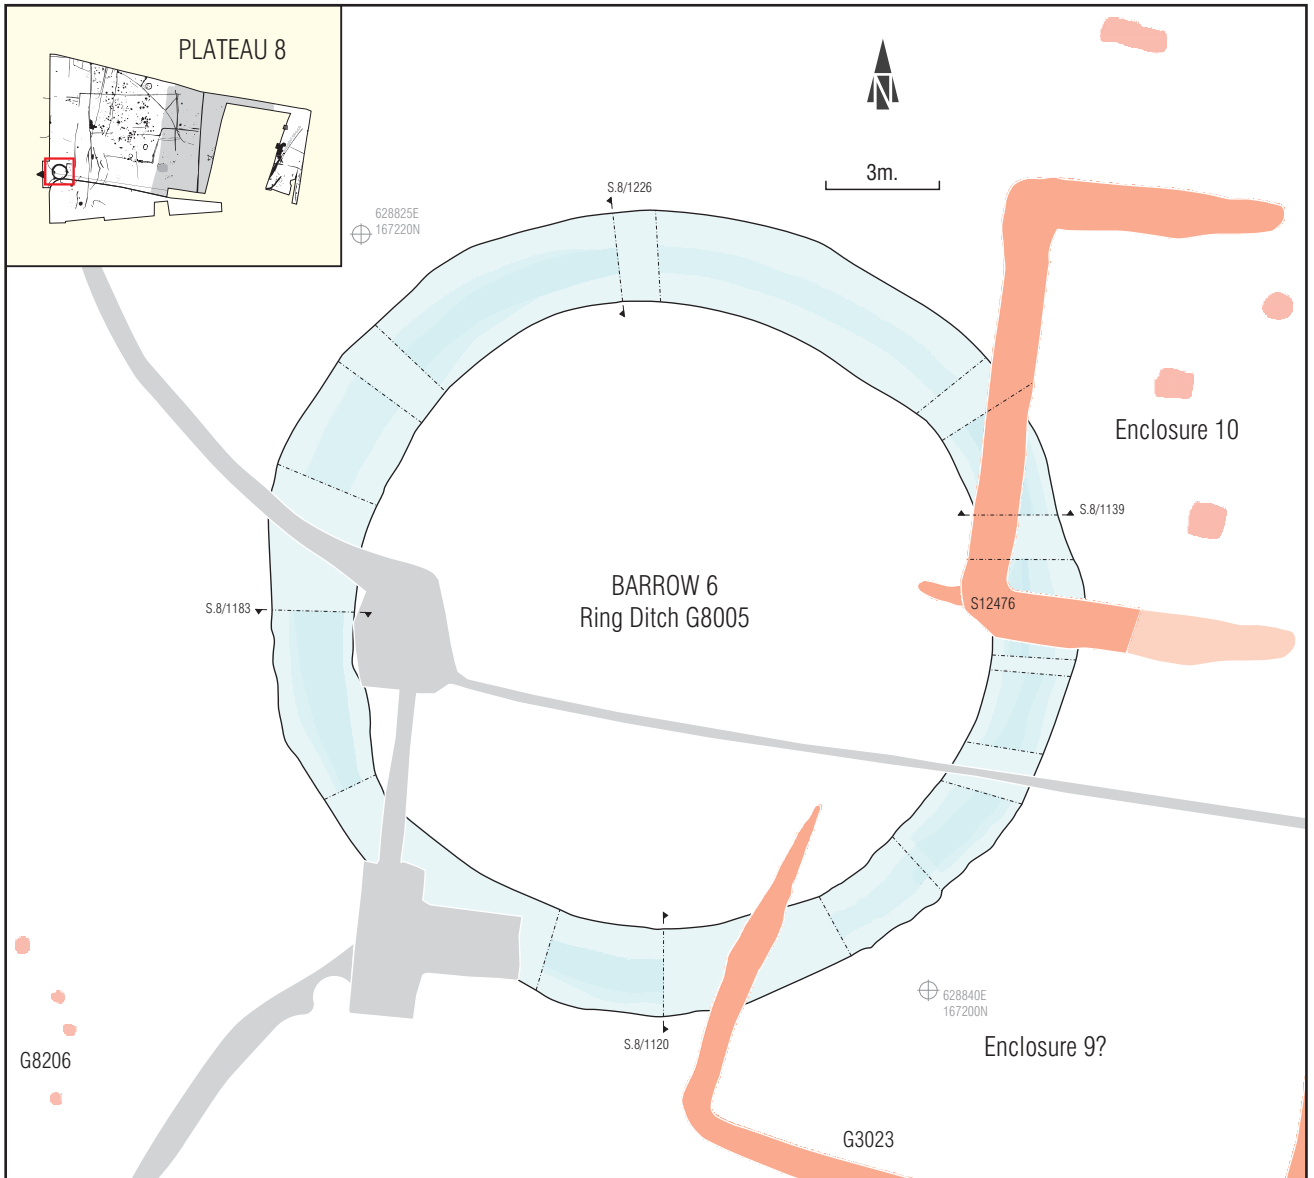 PLATEAU 8
N
3m.
S.8/1226
628825E
167220N
Enclosure 10
S.8/1139
BARROW 6
Ring Ditch G8005
S12476
S.8/1183
628840E
167200N
S.8/1120
Enclosure 9?
G8206
G3023